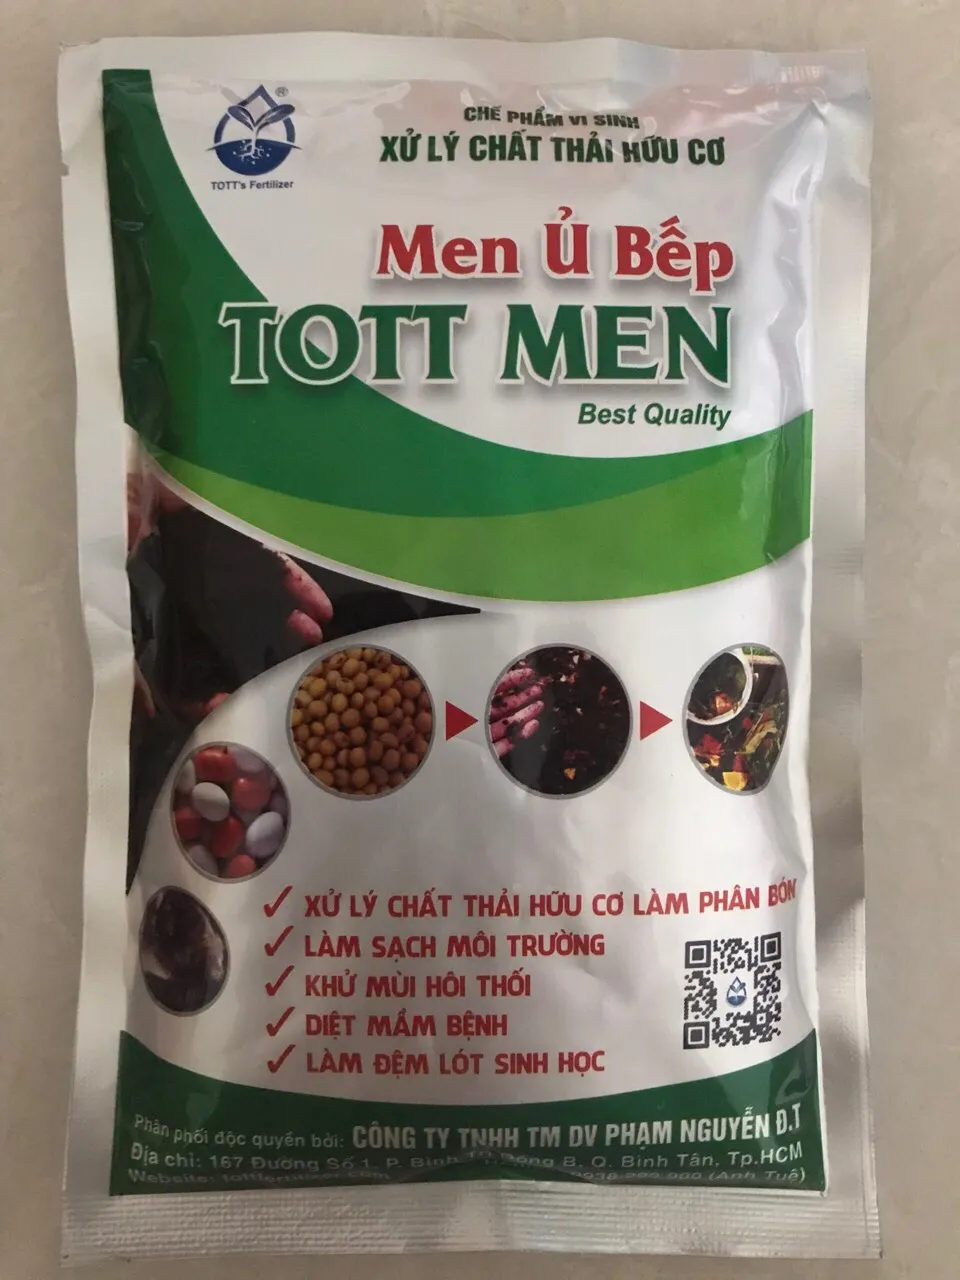 ®
TOTT's Fertilizer
CHẾ PHẨM VI SINH
XỬ LÝ CHẤT THẢI HỮU CƠ
Men Ủ Bếp
TOTT MEN
Best Quality
✓ XỬ LÝ CHẤT THẢI HỮU CƠ LÀM PHÂN BÓN
✓ LÀM SẠCH MÔI TRƯỜNG
✓ KHỬ MÙI HÔI THỐI
✓ DIỆT MẦM BỆNH
✓ LÀM ĐỆM LÓT SINH HỌC
Phân phối độc quyền bởi: CÔNG TY TNHH TM DV PHẠM NGUYỄN Đ.T
Địa chỉ: 167 Đường Số 1, P. Bình B, Q. Bình Tân, Tp.HCM
Website: (Anh Tuệ)